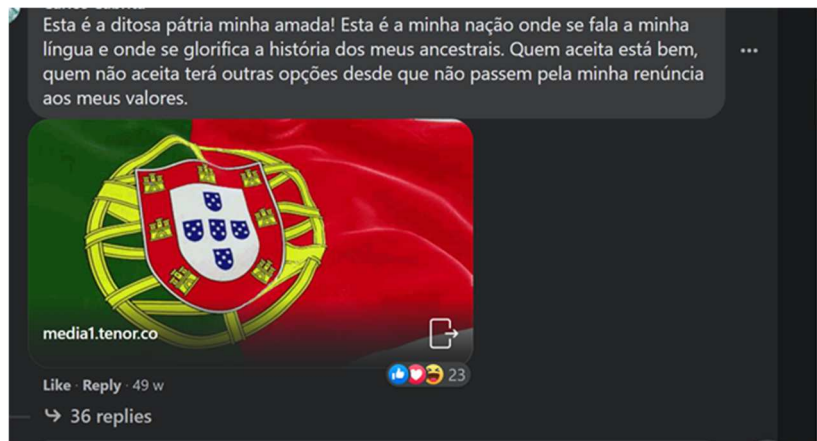 Esta é a ditosa pátria minha amada! Esta é a minha nação onde se fala a minha
língua e onde se glorifica a história dos meus ancestrais. Quem aceita está bem,
quem não aceita terá outras opções desde que não passem pela minha renúncia
aos meus valores.
media1.tenor.co
23
Like · Reply · 49 w
36 replies